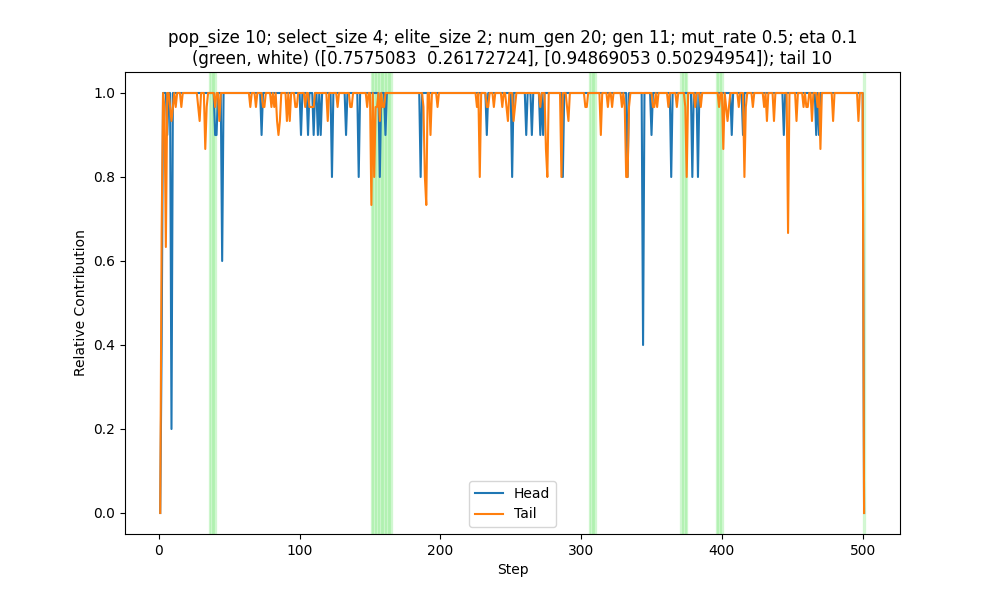 pop_size 10; select_size 4; elite_size 2; num_gen 20; gen 11; mut_rate 0.5; eta 0.1
(green, white) ([0.7575083  0.26172724], [0.94869053 0.50294954]); tail 10
1.0
0.8
0.6
0.4
0.2
0.0
Relative Contribution
Head
Tail
0 100 200 300 400 500
Step